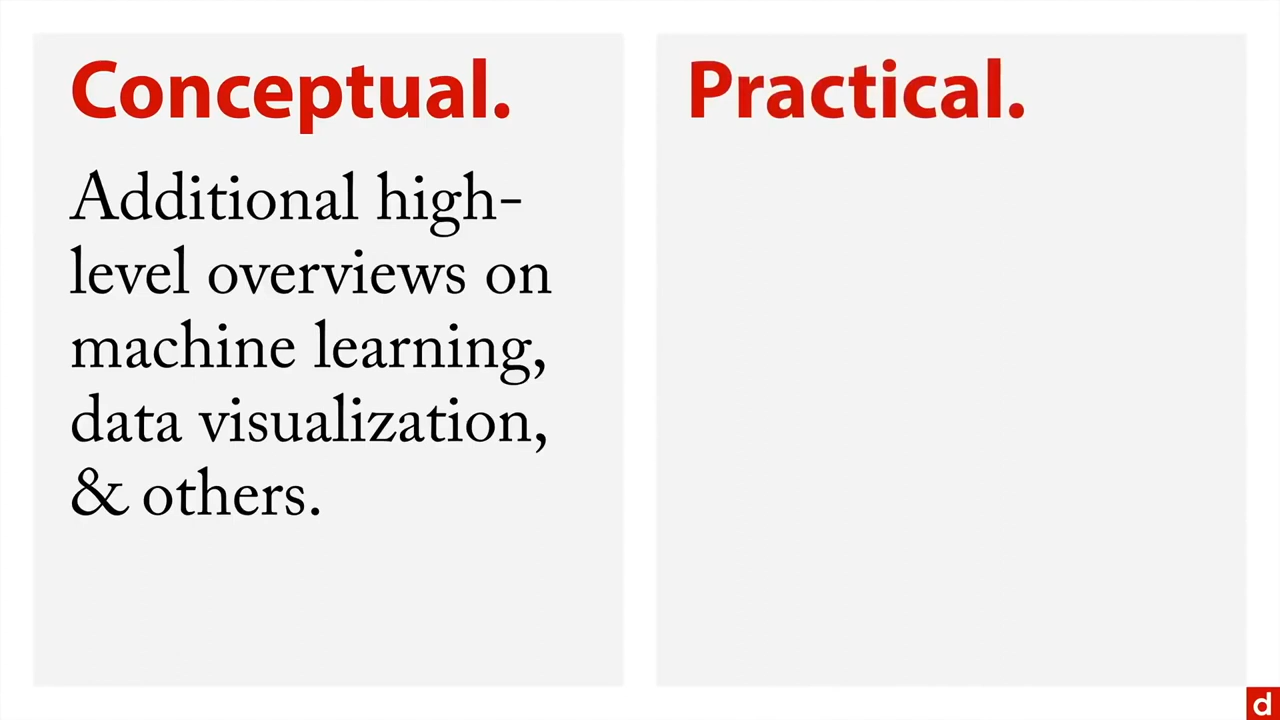 Conceptual.
Additional high-
level overviews on
machine learning,
data visualization,
& others.
Practical.
d